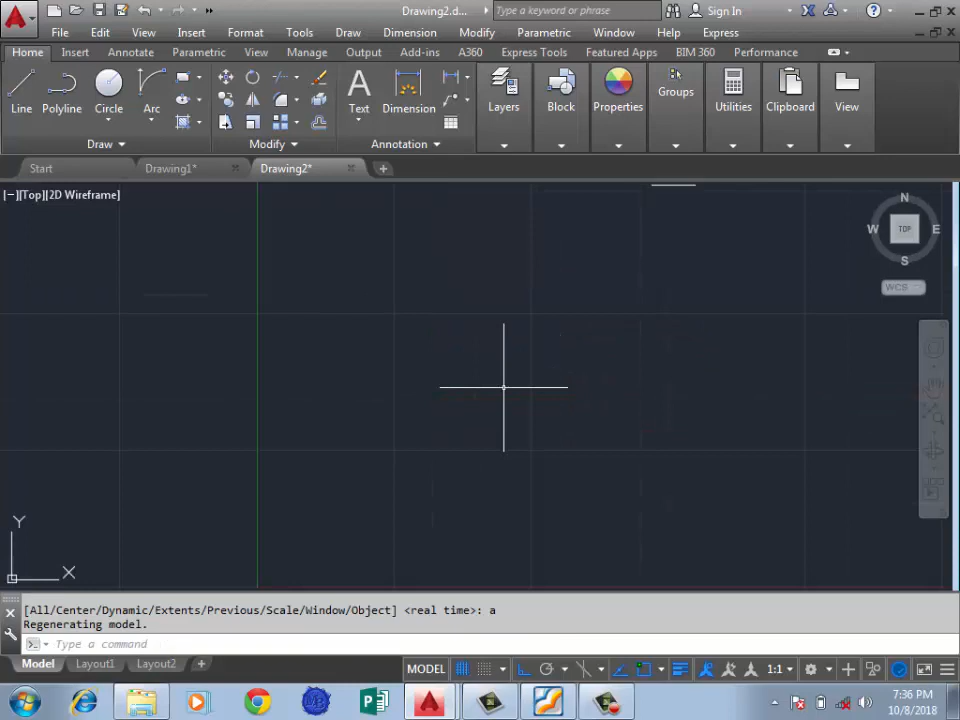 Drawing2.d...
Type a keyword or phrase
Sign In
File Edit View Insert Format Tools Draw Dimension Modify Parametric Window Help Express
Home Insert Annotate Parametric View Manage Output Add-ins A360 Express Tools Featured Apps BIM 360 Performance
Line Polyline Circle Arc Text Dimension Layers Block Properties Groups Utilities Clipboard View
Draw Modify Annotation
Start Drawing1* Drawing2*
[−][Top][2D Wireframe]
N
W TOP E
S
WCS
Y
X
[All/Center/Dynamic/Extents/Previous/Scale/Window/Object] <real time>: a
Regenerating model.
Type a command
Model Layout1 Layout2 MODEL 1:1
7:36 PM
10/8/2018